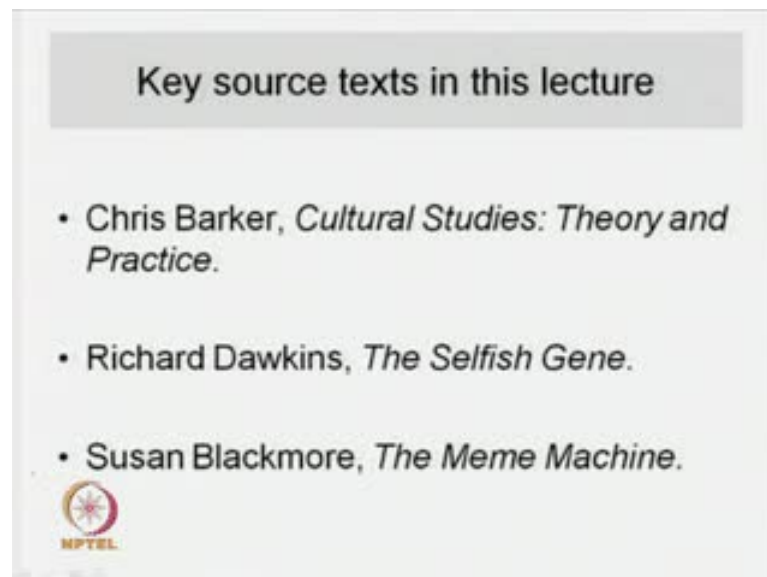 Key source texts in this lecture
• Chris Barker, Cultural Studies: Theory and
Practice.
• Richard Dawkins, The Selfish Gene.
• Susan Blackmore, The Meme Machine.
NPTEL